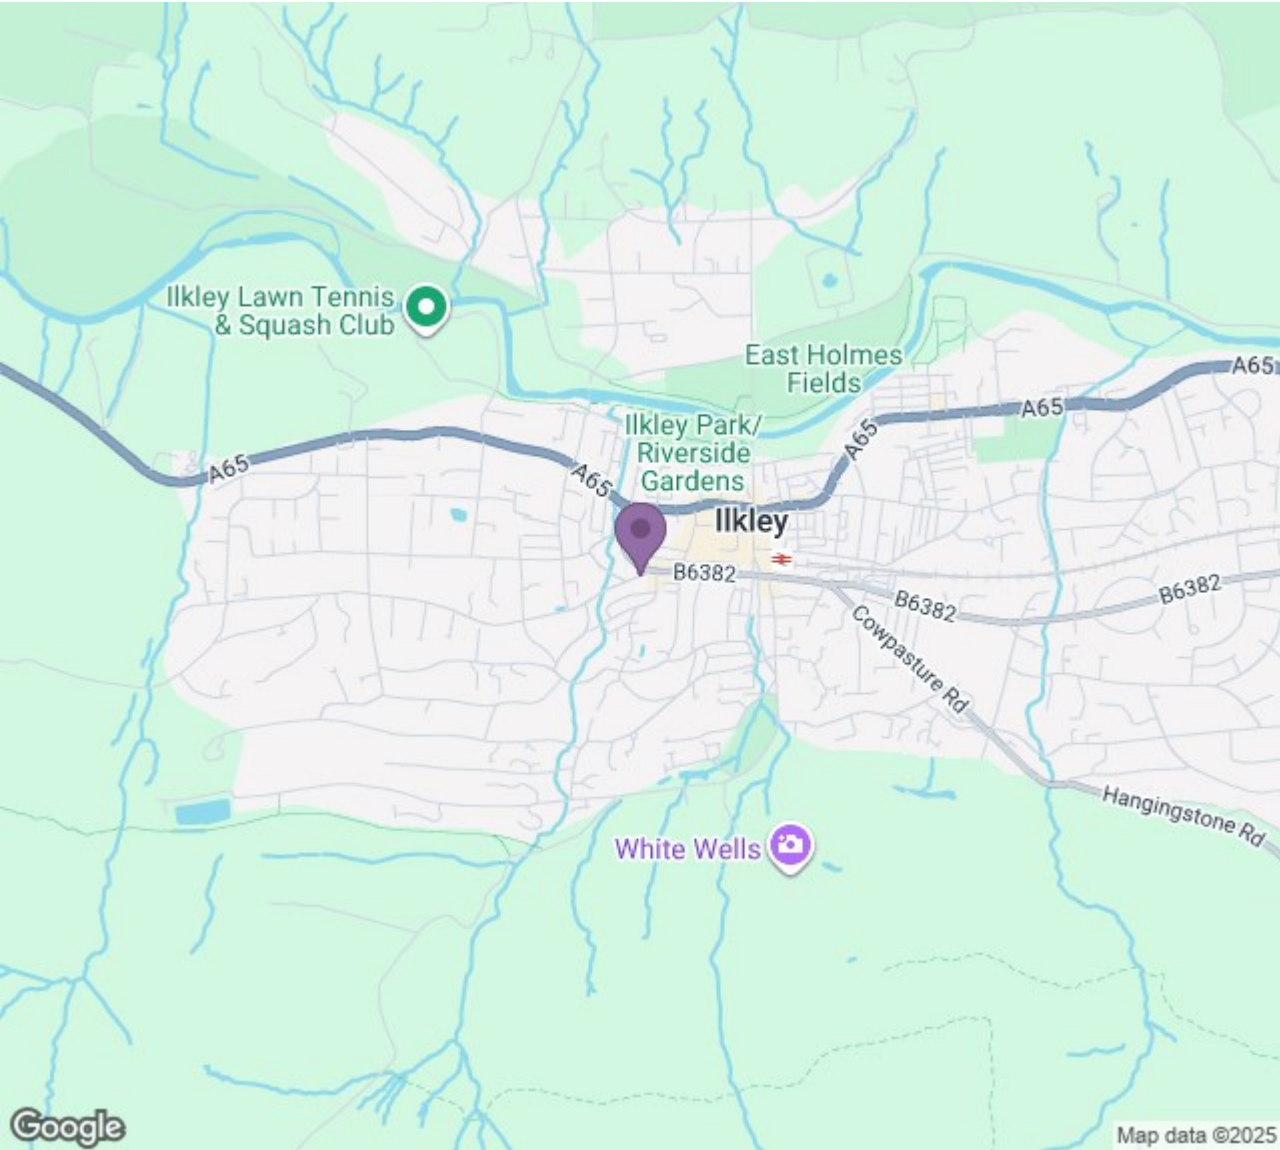 Ilkley Lawn Tennis
& Squash Club
East Holmes
Fields
A65
A65
A65
Ilkley Park/
Riverside
Gardens
A65
A65
Ilkley
B6382
B6382
B6382
Cowpasture Rd
Hangingstone Rd
White Wells
Google
Map data ©2025